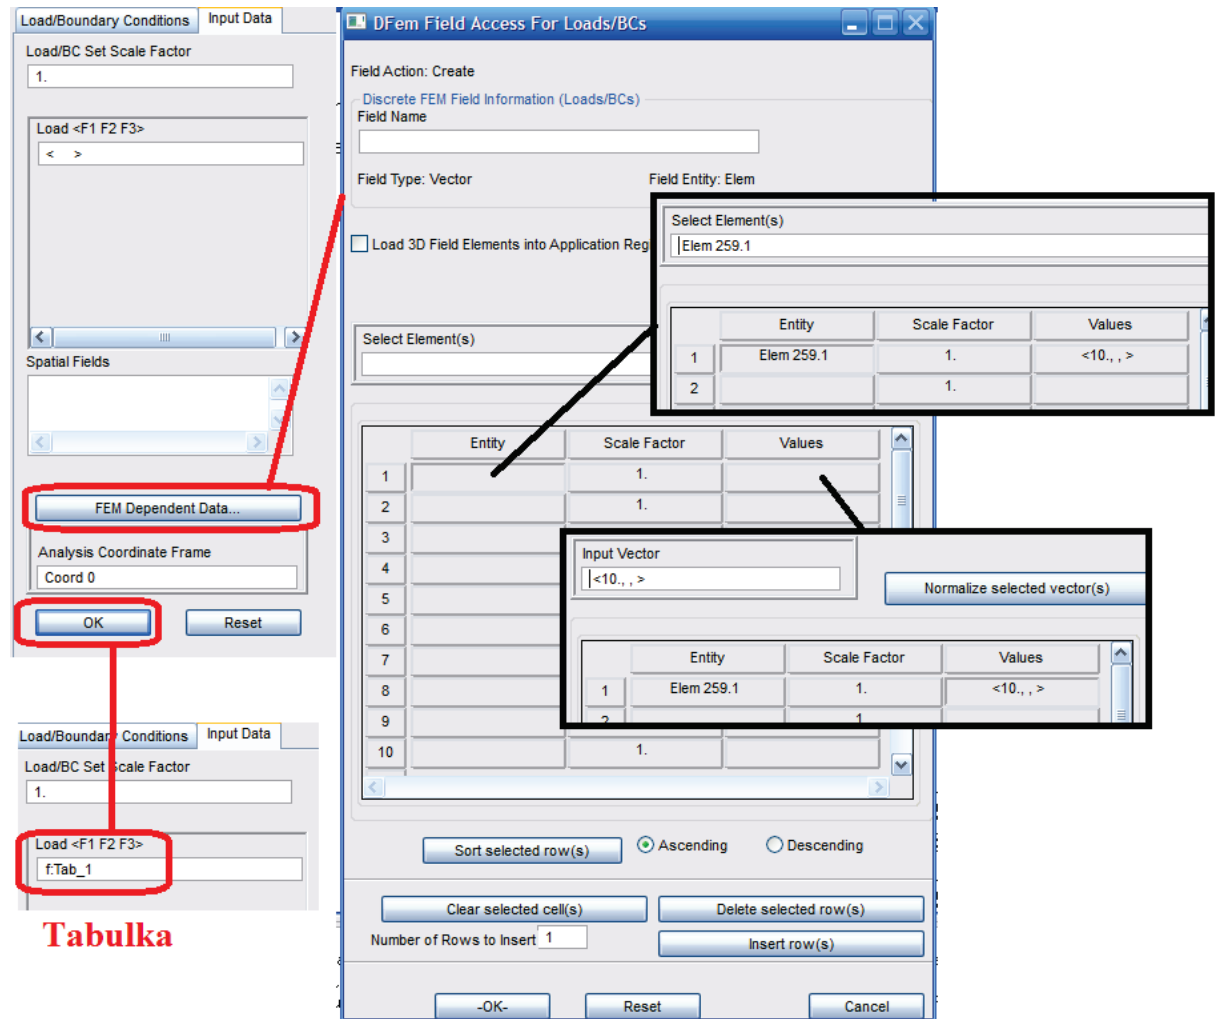 Load/Boundary Conditions
Input Data
Load/BC Set Scale Factor
1.
Load <F1 F2 F3>
< >
Spatial Fields
FEM Dependent Data...
Analysis Coordinate Frame
Coord 0
OK
Reset
Load/Boundary Conditions
Input Data
Load/BC Set Scale Factor
1.
Load <F1 F2 F3>
f:Tab_1
Tabulka
DFem Field Access For Loads/BCs
Field Action: Create
Discrete FEM Field Information (Loads/BCs)
Field Name
Field Type: Vector
Field Entity: Elem
Load 3D Field Elements into Application Reg
Select Element(s)
Entity Scale Factor Values
1 1.
2 1.
3
4
5
6
7
8
9
10 1.
Select Element(s)
Elem 259.1
Entity Scale Factor Values
1 Elem 259.1 1. <10., , >
2 1.
Input Vector
<10., , >
Normalize selected vector(s)
Entity Scale Factor Values
1 Elem 259.1 1. <10., , >
2 1
Sort selected row(s)
Ascending
Descending
Clear selected cell(s)
Delete selected row(s)
Number of Rows to Insert 1
Insert row(s)
-OK-
Reset
Cancel